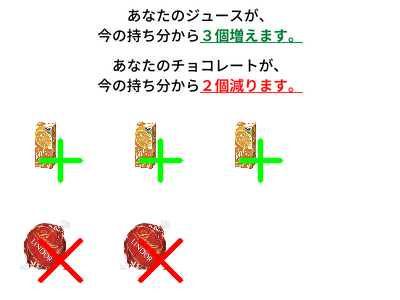 あなたのジュースが、
今の持ち分から３個増えます。
あなたのチョコレートが、
今の持ち分から２個減ります。
LINDOR
LINDOR